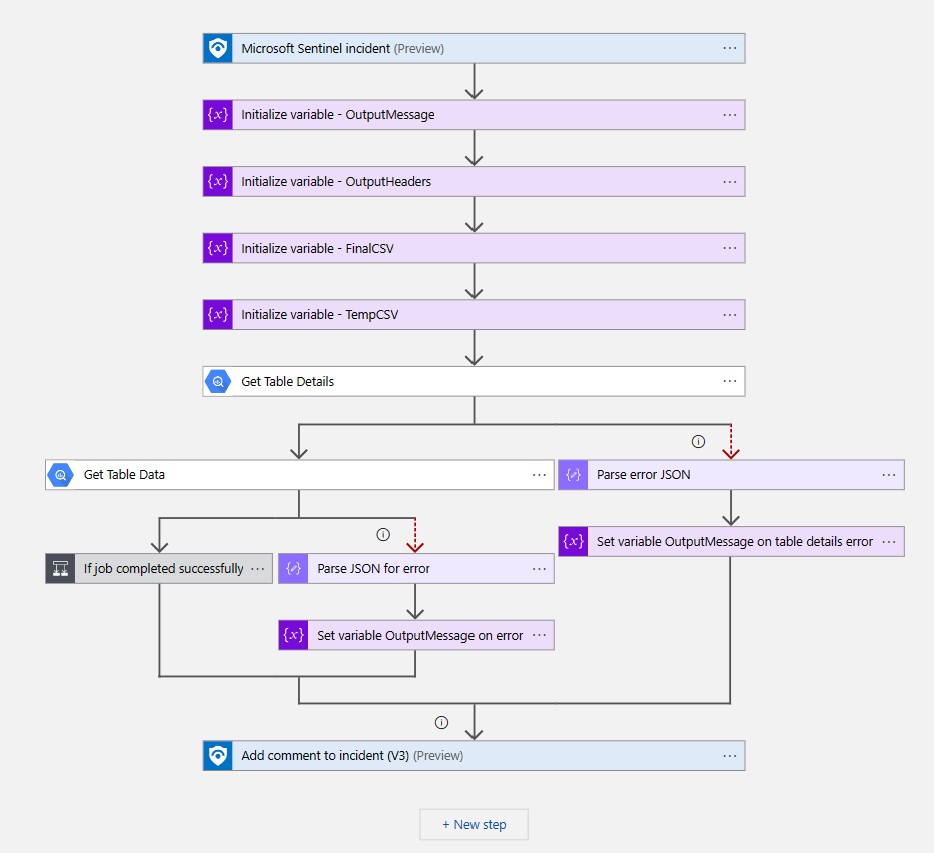 Microsoft Sentinel incident (Preview)
Initialize variable - OutputMessage
Initialize variable - OutputHeaders
Initialize variable - FinalCSV
Initialize variable - TempCSV
Get Table Details
Get Table Data
Parse error JSON
Set variable OutputMessage on table details error
If job completed successfully
Parse JSON for error
Set variable OutputMessage on error
Add comment to incident (V3) (Preview)
+ New step